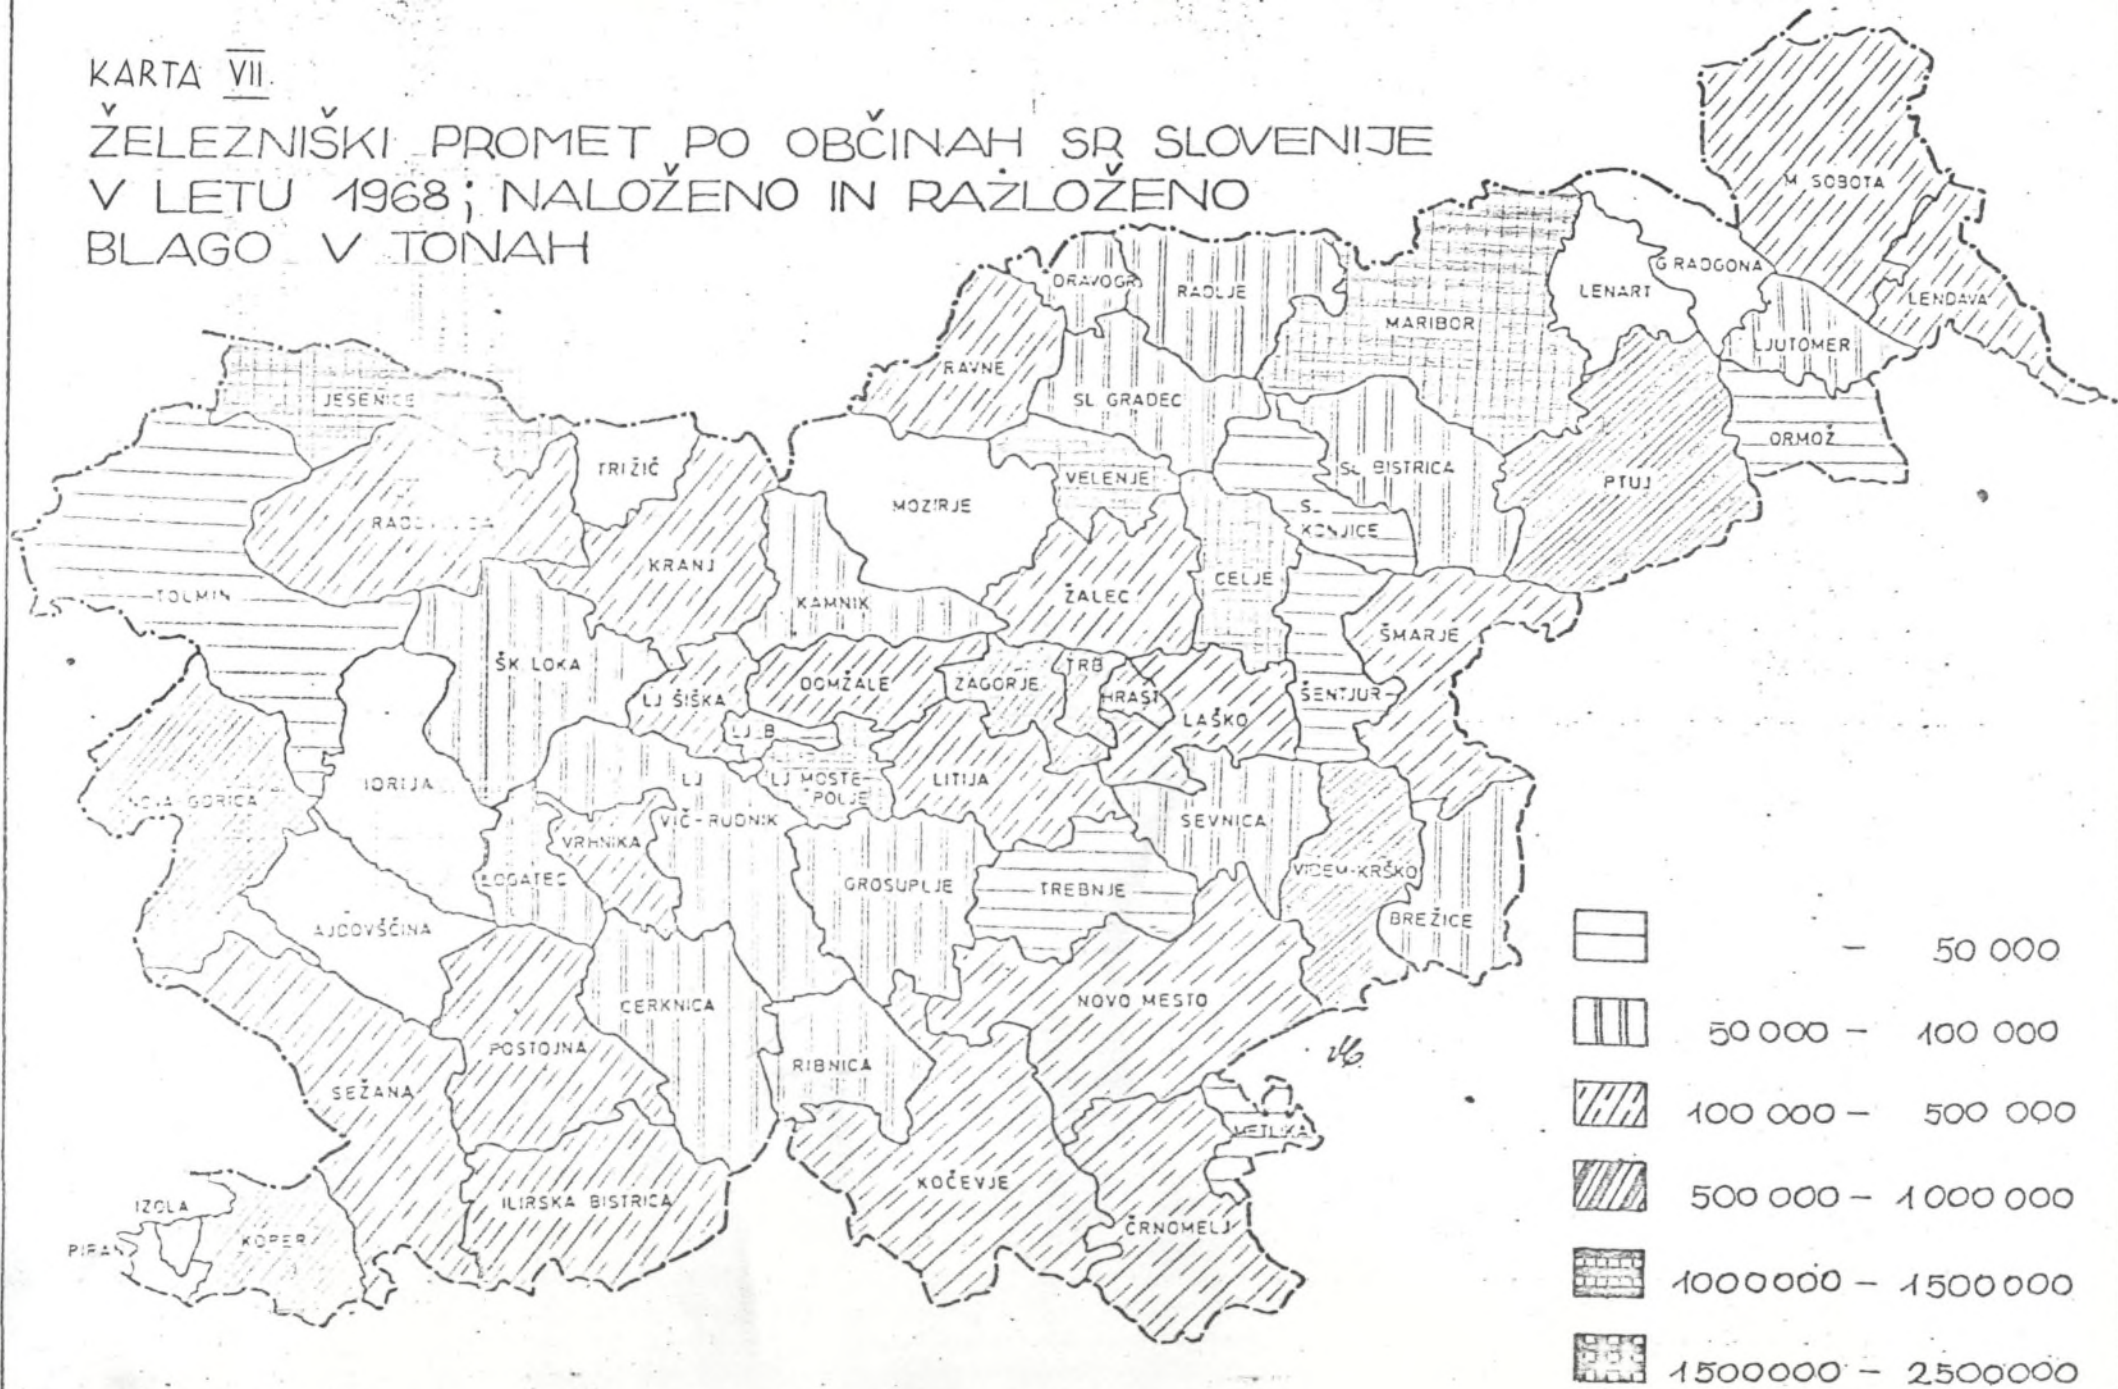 KARTA VII.
ŽELEZNIŠKI PROMET PO OBČINAH SR SLOVENIJE
V LETU 1968; NALOŽENO IN RAZLOŽENO
BLAGO V TONAH
M. SOBOTA
G RADGONA
DRAVOGR.
RADLJE
LENART
LENDAVA
MARIBOR
LJUTOMER
RAVNE
JESENICE
SL. GRADEC
ORMOŽ
TRIŽIČ
SL. BISTRICA
VELENJE
PTUJ
MOZIRJE
SL.
KONJICE
KRANJ
CELJE
TOLMIN
KAMNIK
ŽALEC
ŠMARJE
ŠK. LOKA
TRB
DOMŽALE
ZAGORJE
HRAST
ŠENTJUR
LJ ŠIŠKA
LAŠKO
LJ. B
IDRIJA
LJ
LJ MOSTE-
POLJE
LITIJA
NOVA GORICA
VIČ-RUDNIK
SEVNICA
VRHNIKA
VIDEM-KRŠKO
LOGATEC
GROSUPLJE
TREBNJE
BREŽICE
AJDOVŠČINA
CERKNICA
NOVO MESTO
POSTOJNA
RIBNICA
SEŽANA
METLIKA
KOČEVJE
ILIRSKA BISTRICA
IZOLA
ČRNOMELJ
KOPER
PIRAN
- 50 000
50 000 - 100 000
100 000 - 500 000
500 000 - 1000 000
1000000 - 1500000
1500000 - 2500000